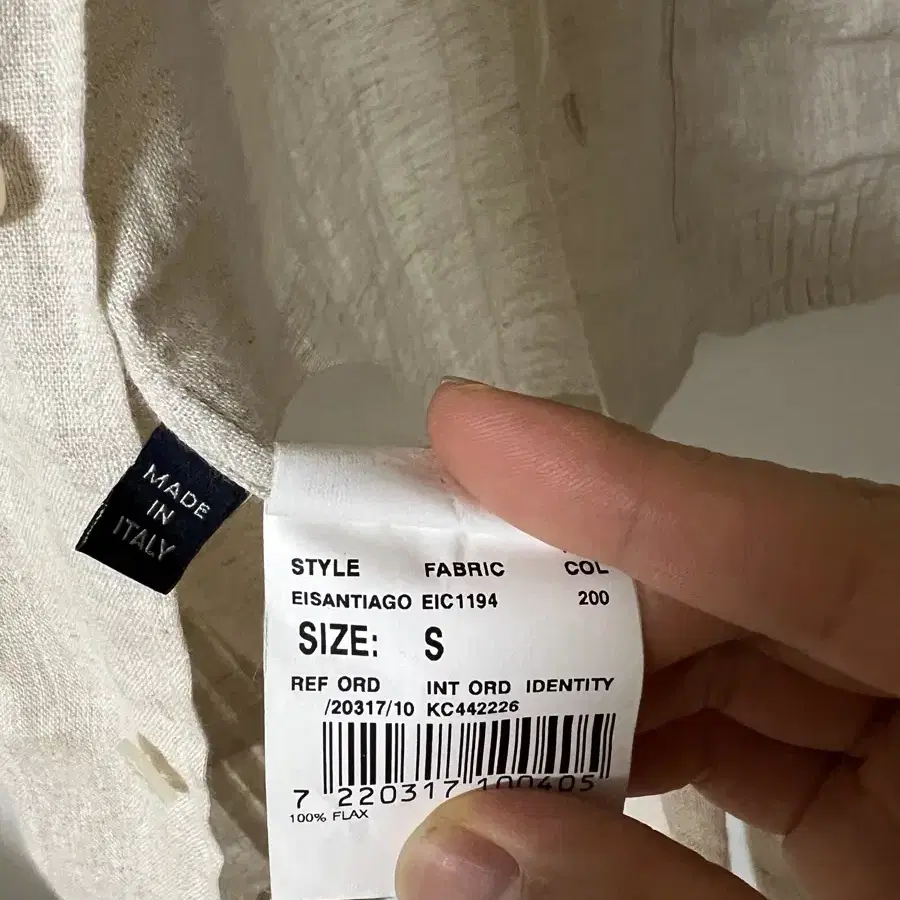 MADE
IN
ITALY
STYLE FABRIC COL
EISANTIAGO EIC1194 200
SIZE: S
REF ORD INT ORD IDENTITY
/20317/10 KC442226
7 220317 100405
100% FLAX